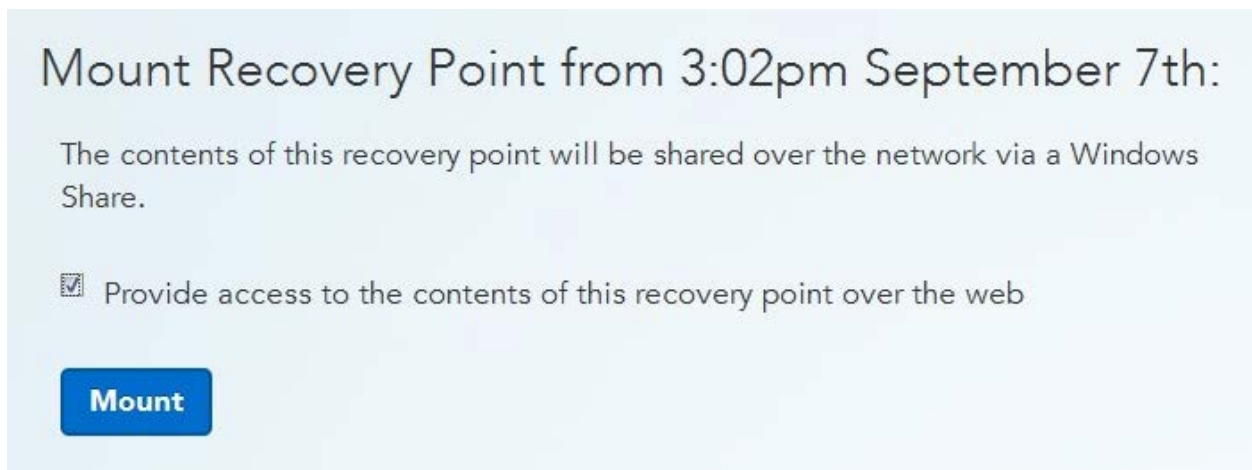 Mount Recovery Point from 3:02pm September 7th:
The contents of this recovery point will be shared over the network via a Windows
Share.
Provide access to the contents of this recovery point over the web
Mount